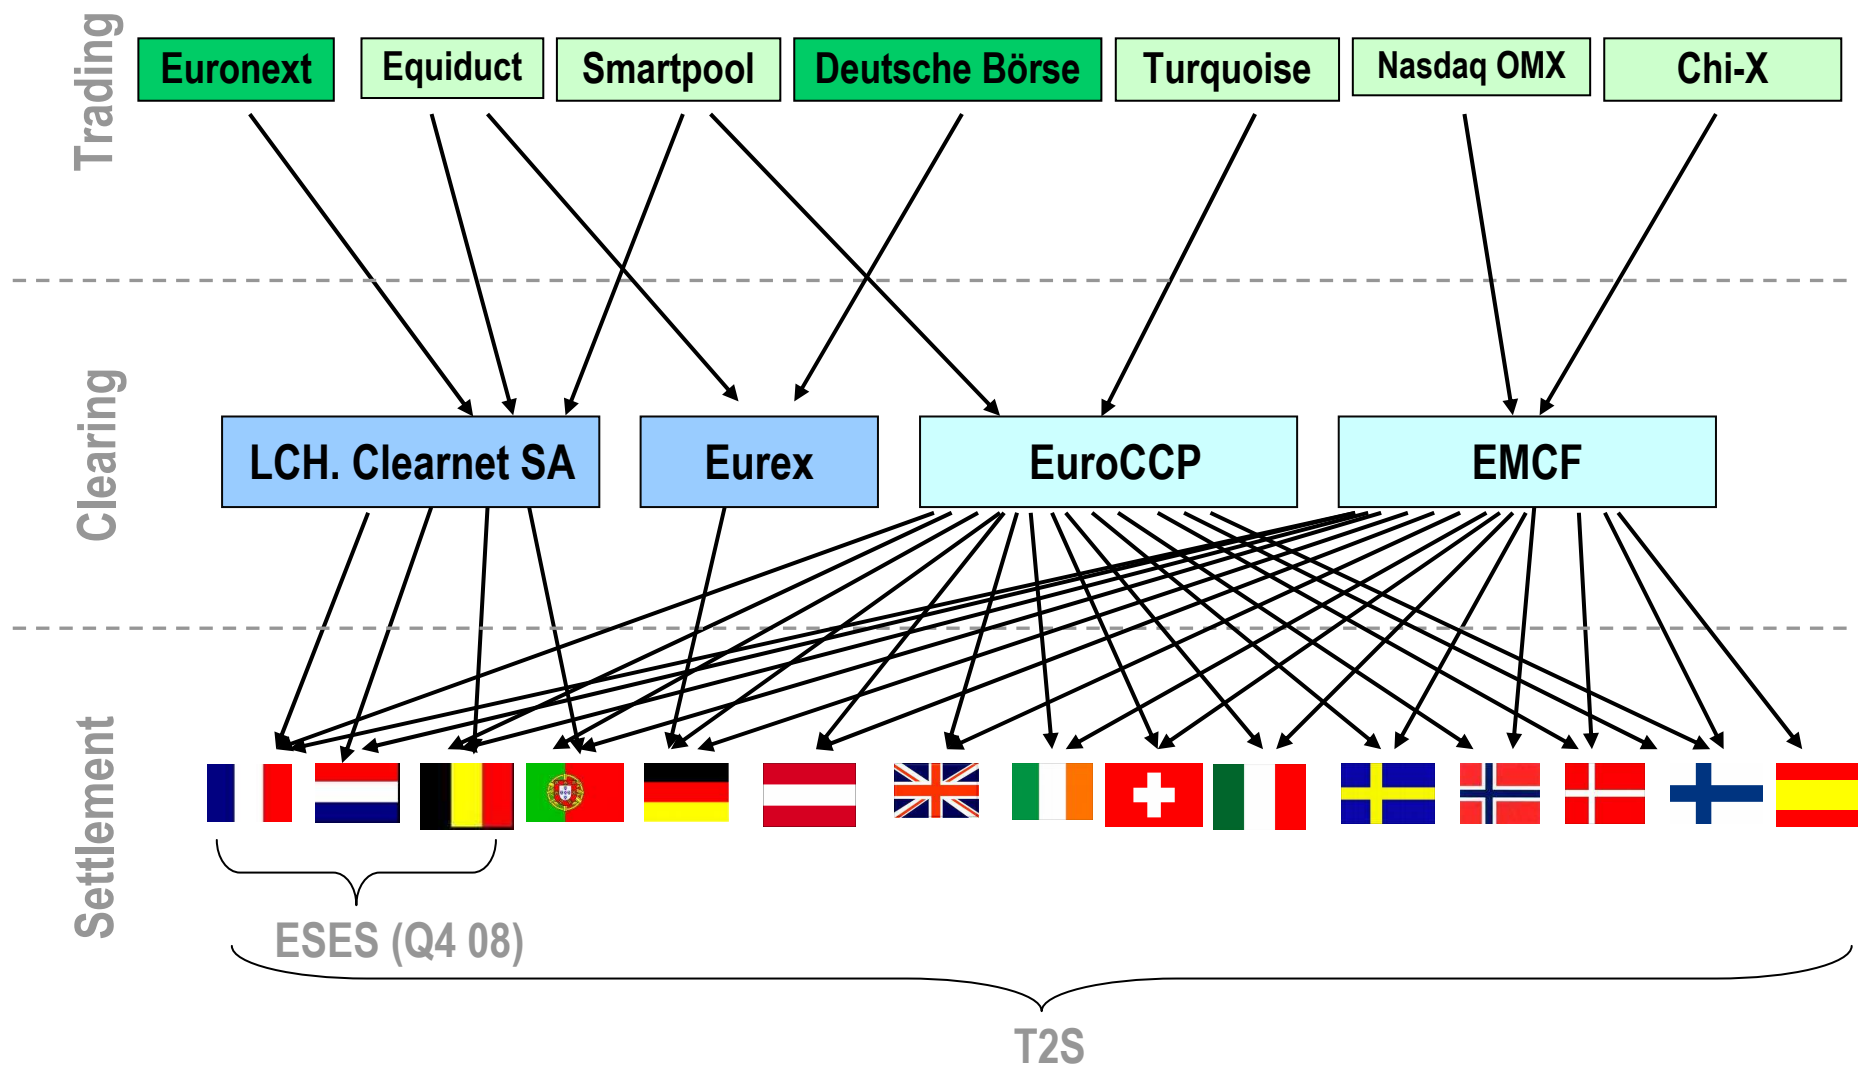 Trading
Euronext
Equiduct
Smartpool
Deutsche Börse
Turquoise
Nasdaq OMX
Chi-X
Clearing
LCH. Clearnet SA
Eurex
EuroCCP
EMCF
Settlement
ESES (Q4 08)
T2S